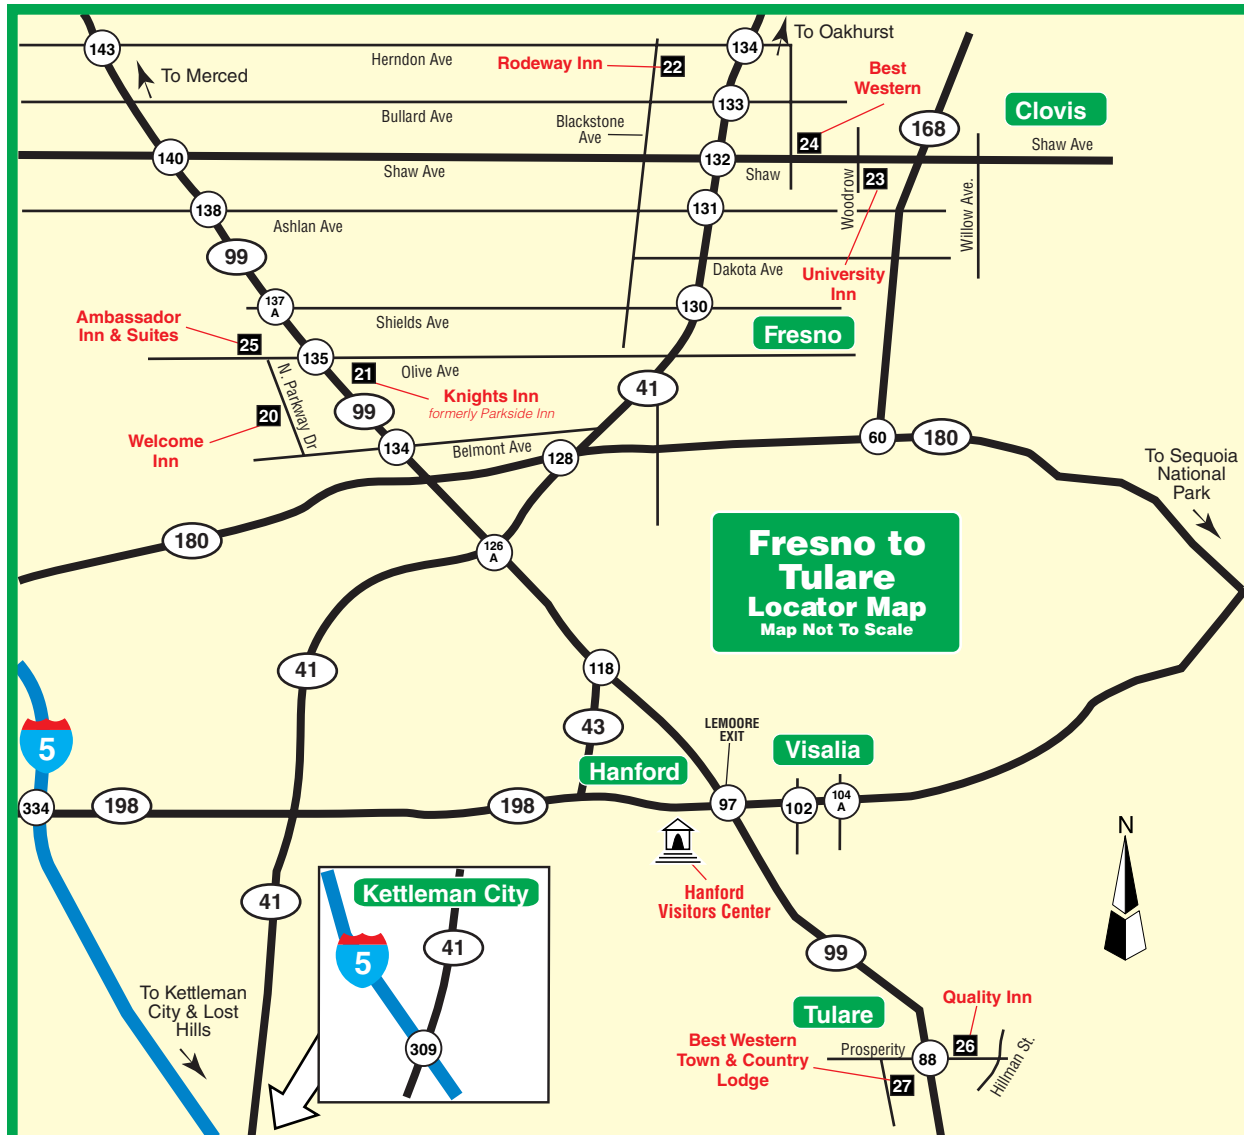 143
134
To Oakhurst
Herndon Ave
Rodeway Inn
22
To Merced
Best
Western
133
Bullard Ave
Blackstone
Ave
168
Clovis
24
Shaw Ave
140
132
Shaw Ave
Shaw
23
Woodrow
Willow Ave.
138
131
Ashlan Ave
99
Dakota Ave
University
Inn
137
A
130
Ambassador
Inn & Suites
Shields Ave
Fresno
25
135
Olive Ave
21
N. Parkway Dr
Knights Inn
formerly Parkside Inn
41
99
20
Welcome
Inn
134
Belmont Ave
128
60
180
To Sequoia
National
Park
180
126
A
Fresno to
Tulare
Locator Map
Map Not To Scale
41
118
43
LEMOORE
EXIT
Visalia
5
Hanford
334
198
198
97
102
104
A
N
Hanford
Visitors Center
Kettleman City
41
41
5
99
To Kettleman
City & Lost
Hills
Quality Inn
Tulare
309
Best Western
Town & Country
Lodge
Prosperity
88
26
Hillman St.
27